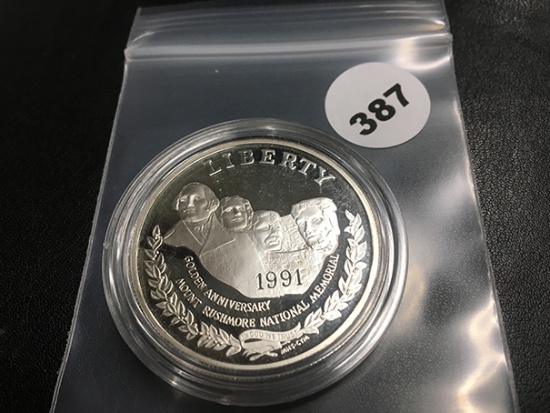 387
LIBERTY
1991
GOLDEN ANNIVERSARY
MOUNT RUSHMORE NATIONAL MEMORIAL
IN GOD WE TRUST